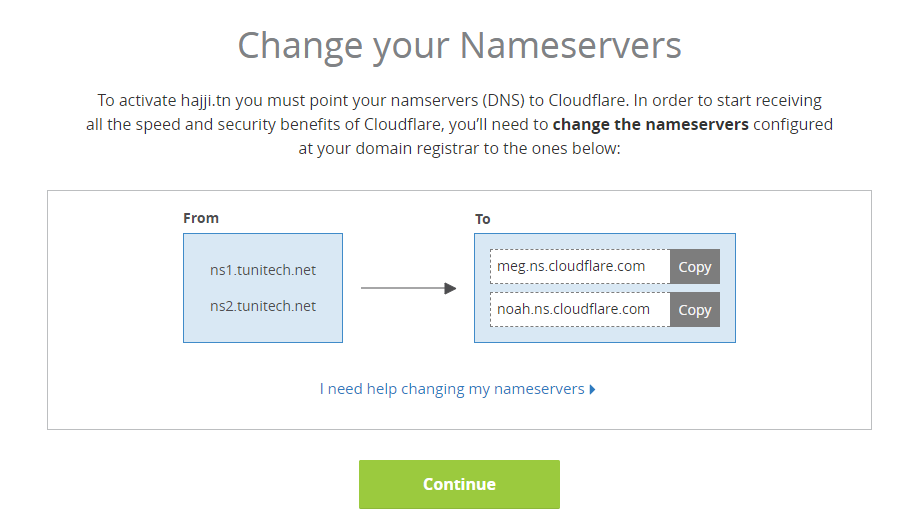 Change your Nameservers
To activate hajji.tn you must point your namservers (DNS) to Cloudflare. In order to start receiving
all the speed and security benefits of Cloudflare, you’ll need to change the nameservers configured
at your domain registrar to the ones below:
From
ns1.tunitech.net
ns2.tunitech.net
To
meg.ns.cloudflare.com Copy
noah.ns.cloudflare.com Copy
I need help changing my nameservers
Continue